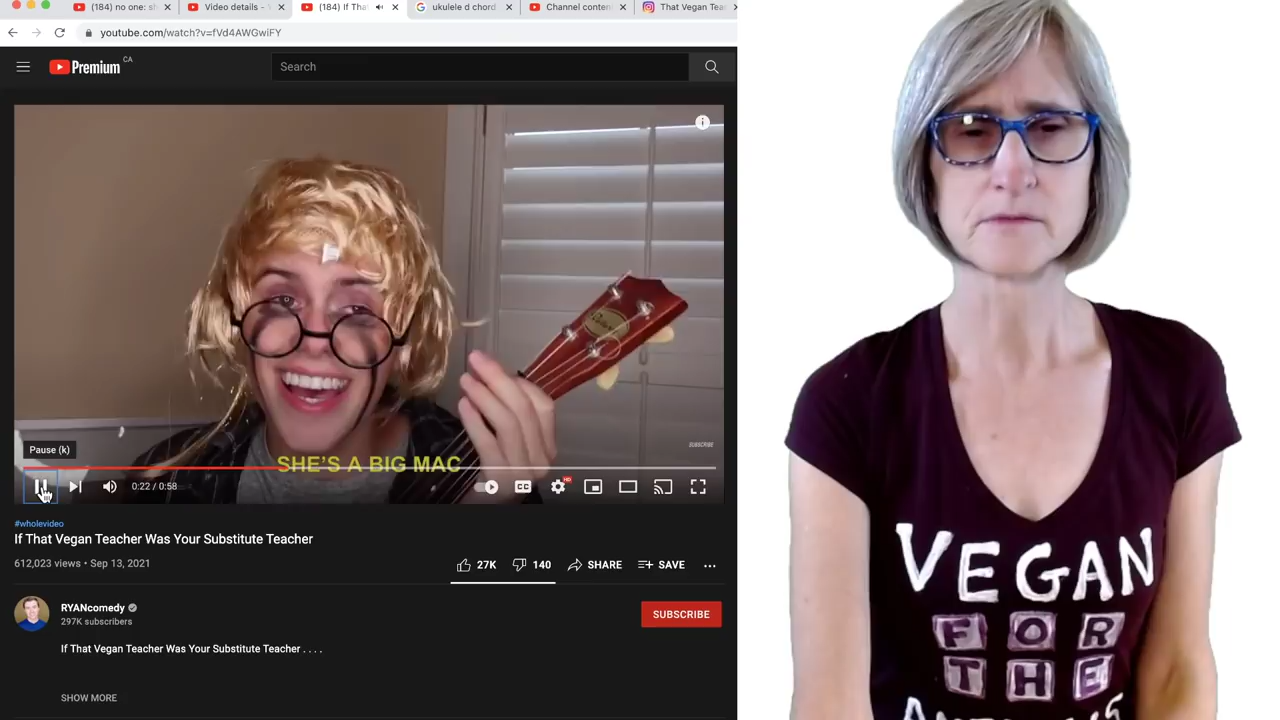 (184) no one: sh
Video details - Y
(184) If Tha
ukulele d chord
Channel conten
That Vegan Tea
youtube.com/watch?v=fVd4AWGwiFY
Premium CA
Search
SUBSCRIBE
Pause (k)
SHE'S A BIG MAC
0:22 / 0:58
CC
HD
#wholevideo
If That Vegan Teacher Was Your Substitute Teacher
612,023 views • Sep 13, 2021
27K
140
SHARE
SAVE
RYANcomedy
297K subscribers
SUBSCRIBE
If That Vegan Teacher Was Your Substitute Teacher . . . .
SHOW MORE
VEGAN
FOR
THE